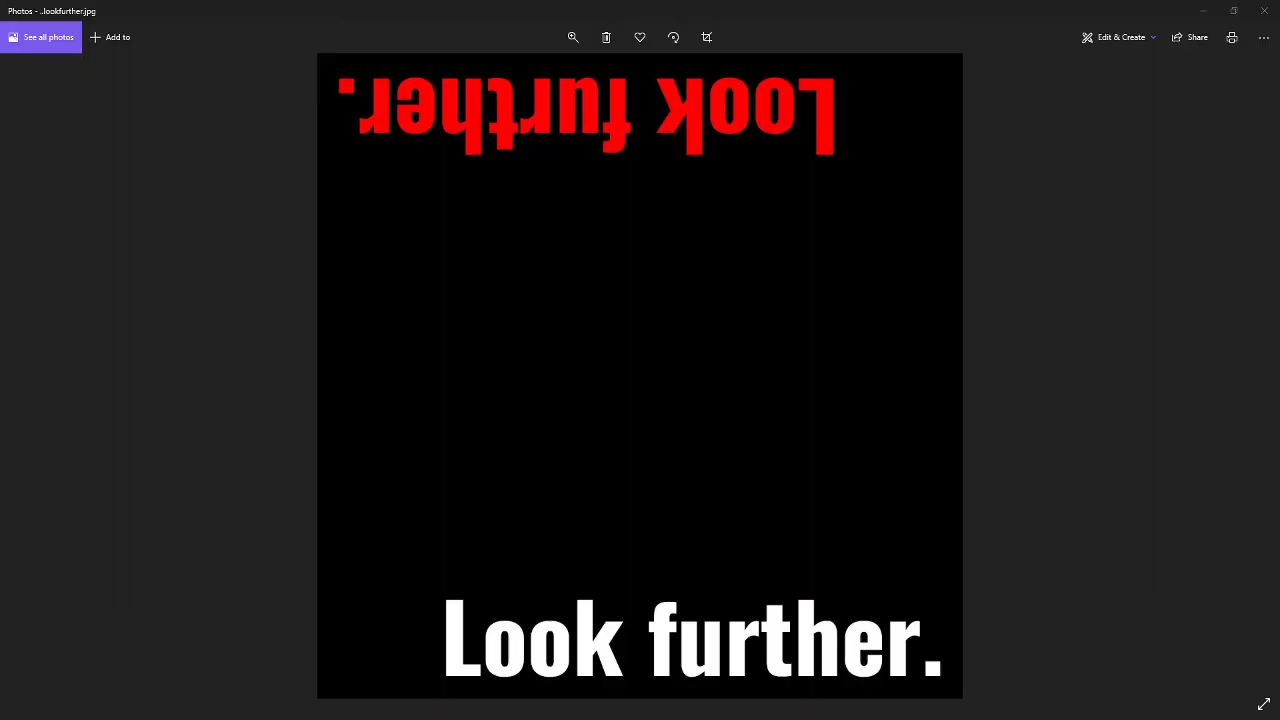 Photos - ..lookfurther.jpg
See all photos
Add to
Edit & Create
Share
Look further.
Look further.